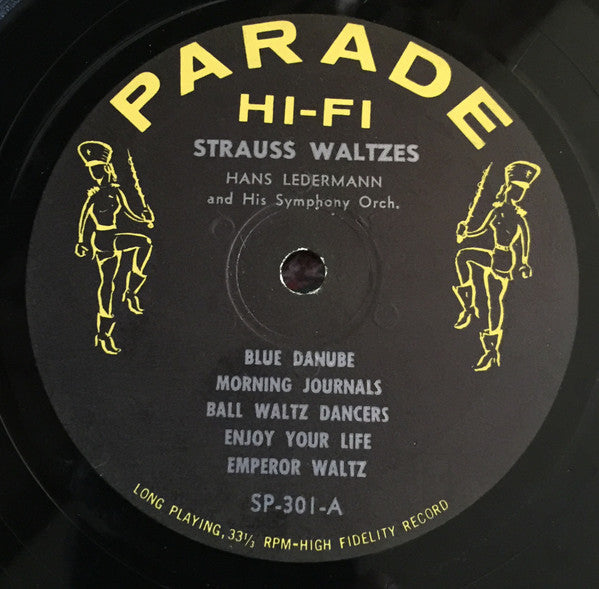 PARADE
HI-FI
STRAUSS WALTZES
HANS LEDERMANN
and His Symphony Orch.
BLUE DANUBE
MORNING JOURNALS
BALL WALTZ DANCERS
ENJOY YOUR LIFE
EMPEROR WALTZ
SP-301-A
LONG PLAYING, 33⅓ RPM-HIGH FIDELITY RECORD